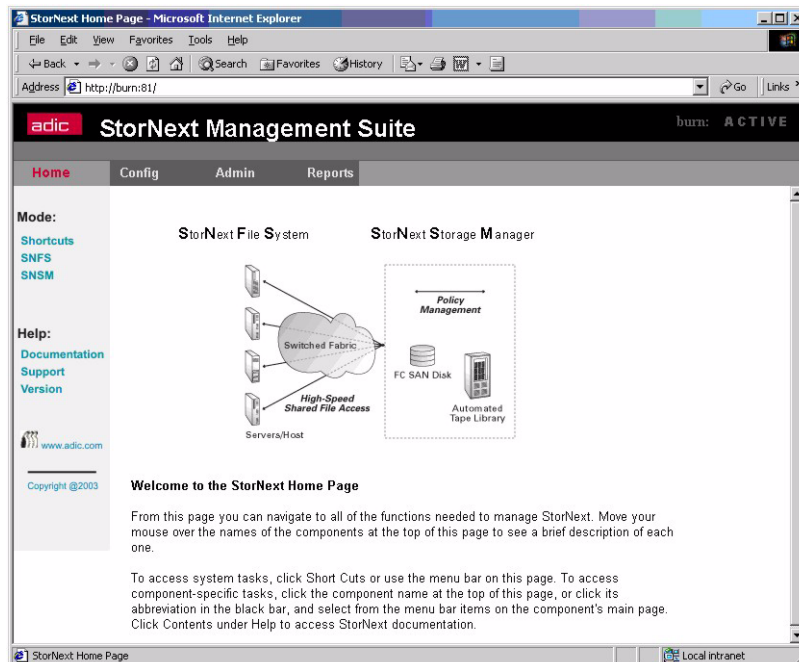 StorNext Home Page - Microsoft Internet Explorer
File Edit View Favorites Tools Help
Back Search Favorites History
Address http://burn:81/ Go Links
adic StorNext Management Suite burn: ACTIVE
Home Config Admin Reports
Mode:
Shortcuts
SNFS
SNSM
Help:
Documentation
Support
Version
www.adic.com
Copyright @2003
StorNext File System StorNext Storage Manager
Policy
Management
Switched Fabric
FC SAN Disk
High-Speed
Shared File Access
Automated
Tape Library
Servers/Host
Welcome to the StorNext Home Page
From this page you can navigate to all of the functions needed to manage StorNext. Move your
mouse over the names of the components at the top of this page to see a brief description of each
one.
To access system tasks, click Short Cuts or use the menu bar on this page. To access
component-specific tasks, click the component name at the top of this page, or click its
abbreviation in the black bar, and select from the menu bar items on the component's main page.
Click Contents under Help to access StorNext documentation.
StorNext Home Page Local intranet